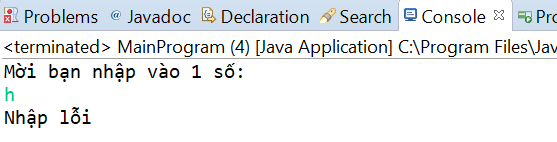 Problems @ Javadoc Declaration Search Console Pro
<terminated> MainProgram (4) [Java Application] C:\Program Files\Jav
Mời bạn nhập vào 1 số:
h
Nhập lỗi